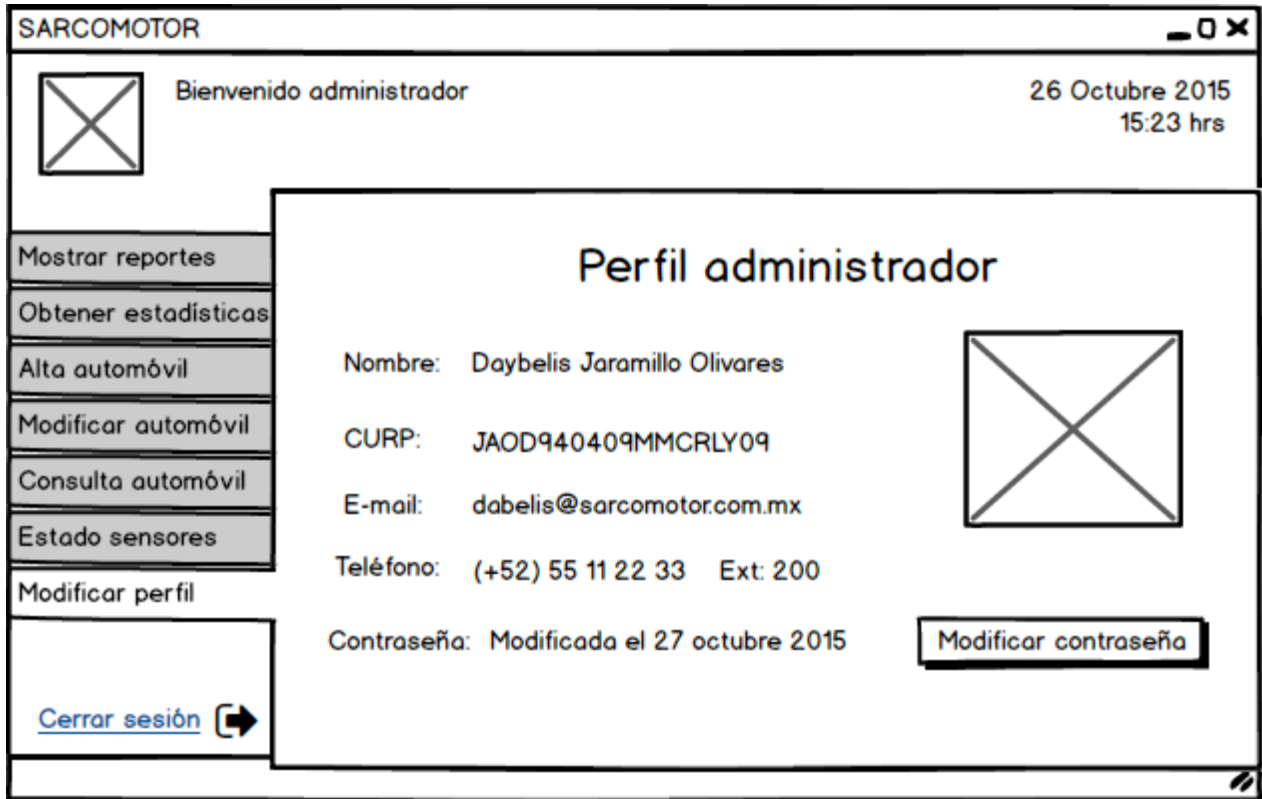 SARCOMOTOR
Bienvenido administrador
26 Octubre 2015
15:23 hrs
Mostrar reportes
Obtener estadísticas
Alta automóvil
Modificar automóvil
Consulta automóvil
Estado sensores
Modificar perfil
Cerrar sesión
Perfil administrador
Nombre: Daybelis Jaramillo Olivares
CURP: JAOD940409MMCRLY09
E-mail: dabelis@sarcomotor.com.mx
Teléfono: (+52) 55 11 22 33 Ext: 200
Contraseña: Modificada el 27 octubre 2015 Modificar contraseña